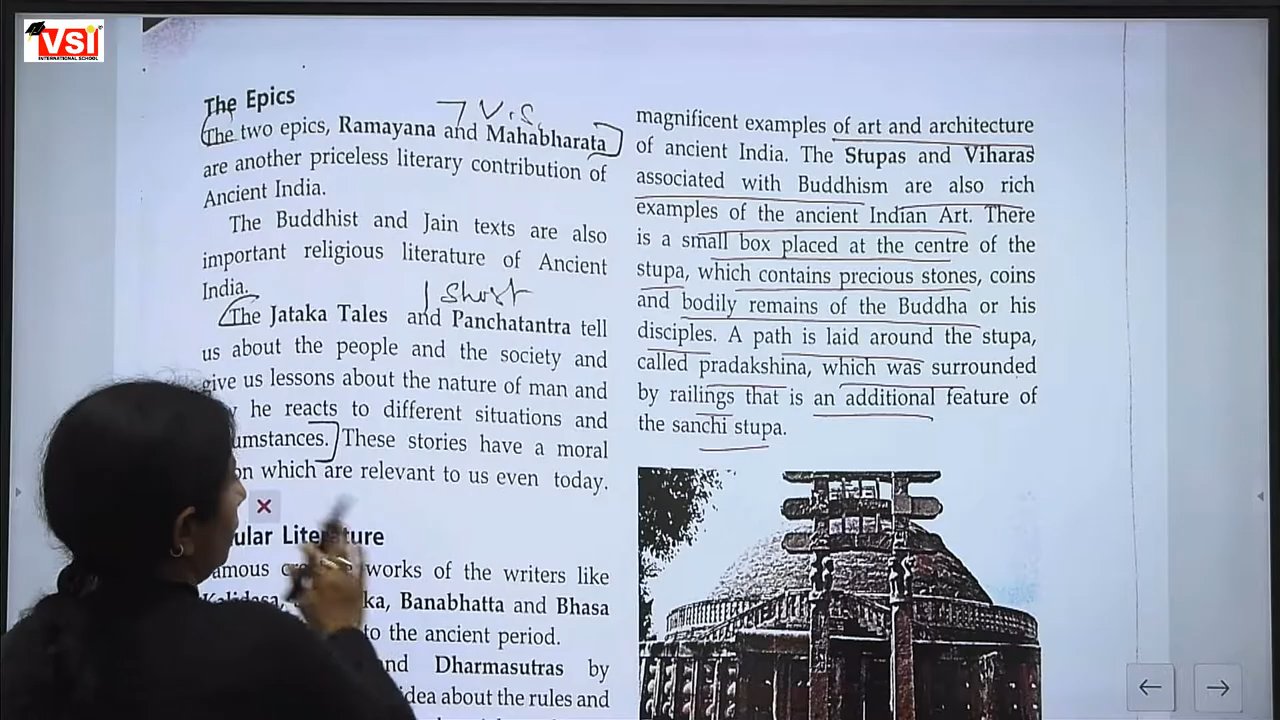 VSI
INTERNATIONAL SCHOOL
The Epics
7 V.S.
The two epics, Ramayana and Mahabharata
are another priceless literary contribution of
Ancient India.
The Buddhist and Jain texts are also
important religious literature of Ancient
India.
1 Short
The Jataka Tales and Panchatantra tell
us about the people and the society and
give us lessons about the nature of man and
he reacts to different situations and
umstances. These stories have a moral
on which are relevant to us even today.
ular Literature
amous works of the writers like
Kalidasa, ka, Banabhatta and Bhasa
to the ancient period.
nd Dharmasutras by
idea about the rules and
magnificent examples of art and architecture
of ancient India. The Stupas and Viharas
associated with Buddhism are also rich
examples of the ancient Indian Art. There
is a small box placed at the centre of the
stupa, which contains precious stones, coins
and bodily remains of the Buddha or his
disciples. A path is laid around the stupa,
called pradakshina, which was surrounded
by railings that is an additional feature of
the sanchi stupa.